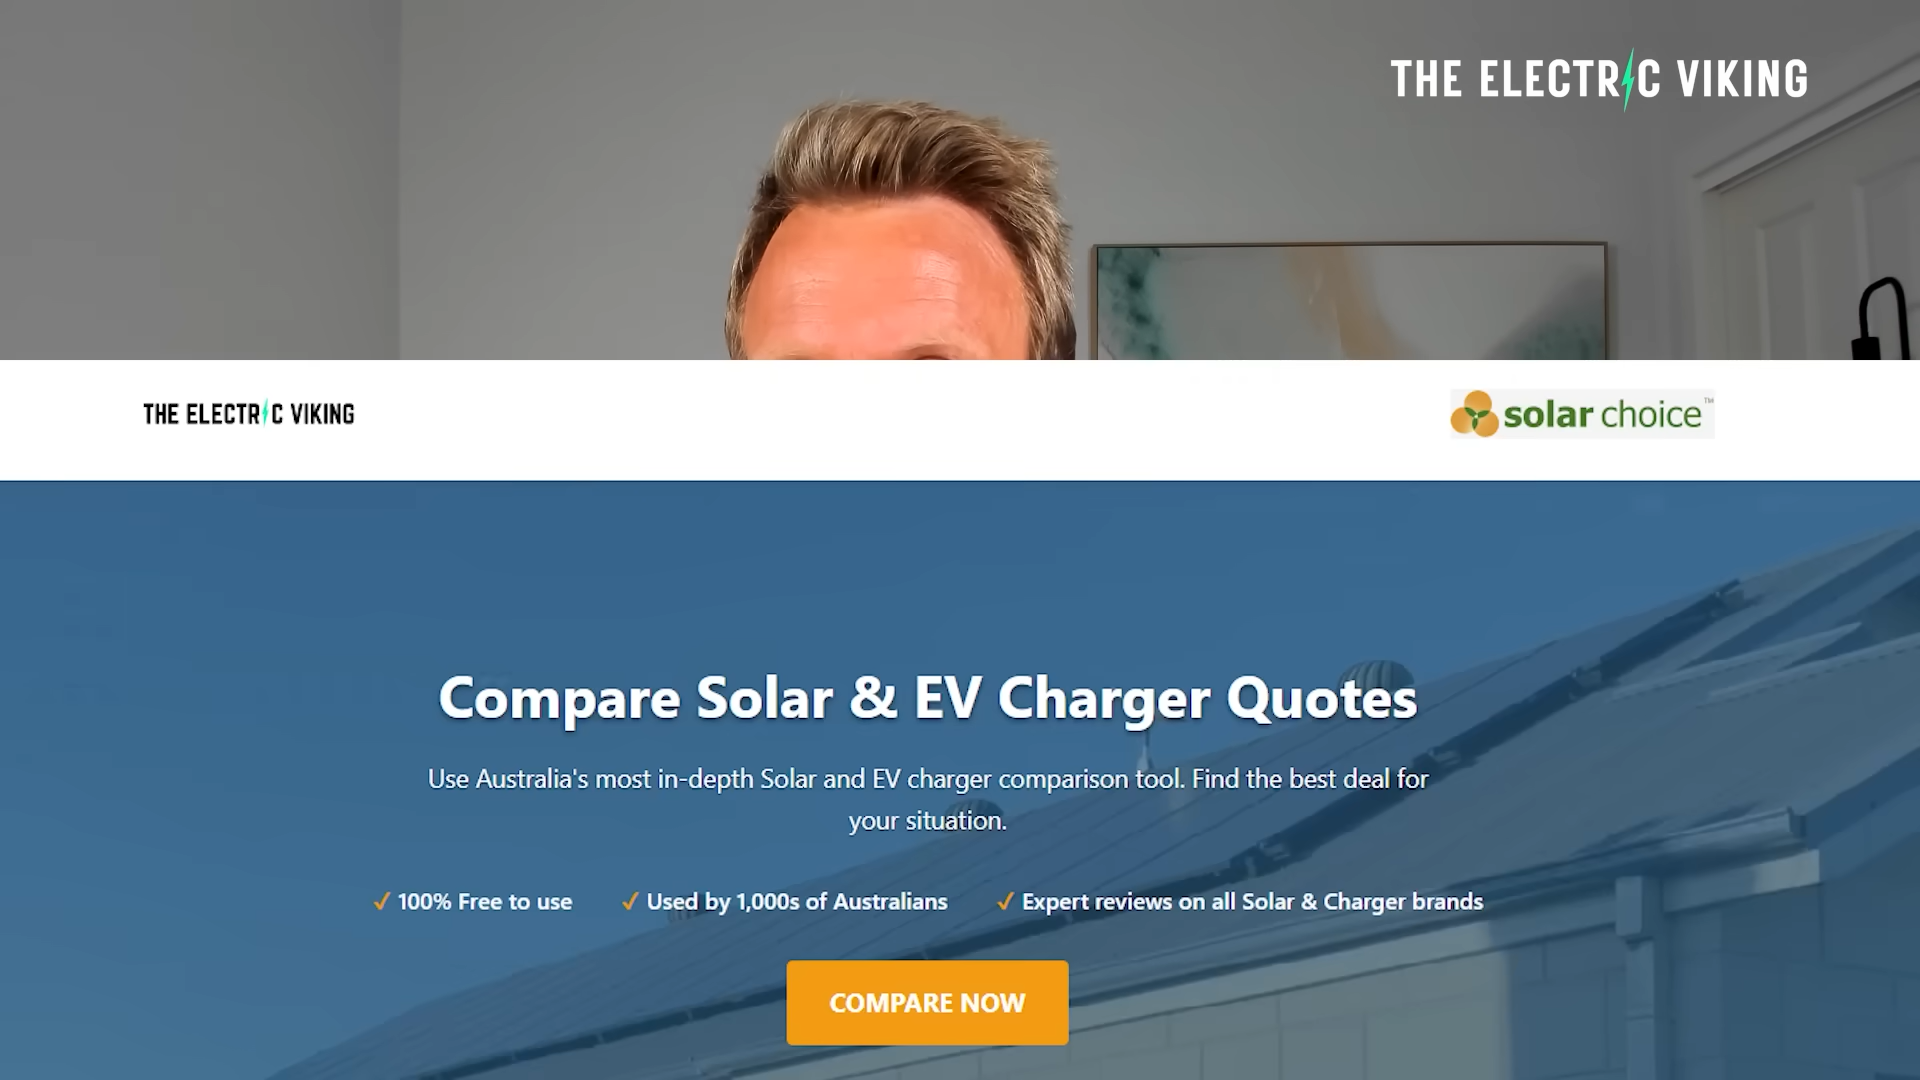 THE ELECTRIC VIKING
THE ELECTRIC VIKING
solar choice™
Compare Solar & EV Charger Quotes
Use Australia's most in-depth Solar and EV charger comparison tool. Find the best deal for
your situation.
✓ 100% Free to use ✓ Used by 1,000s of Australians ✓ Expert reviews on all Solar & Charger brands
COMPARE NOW